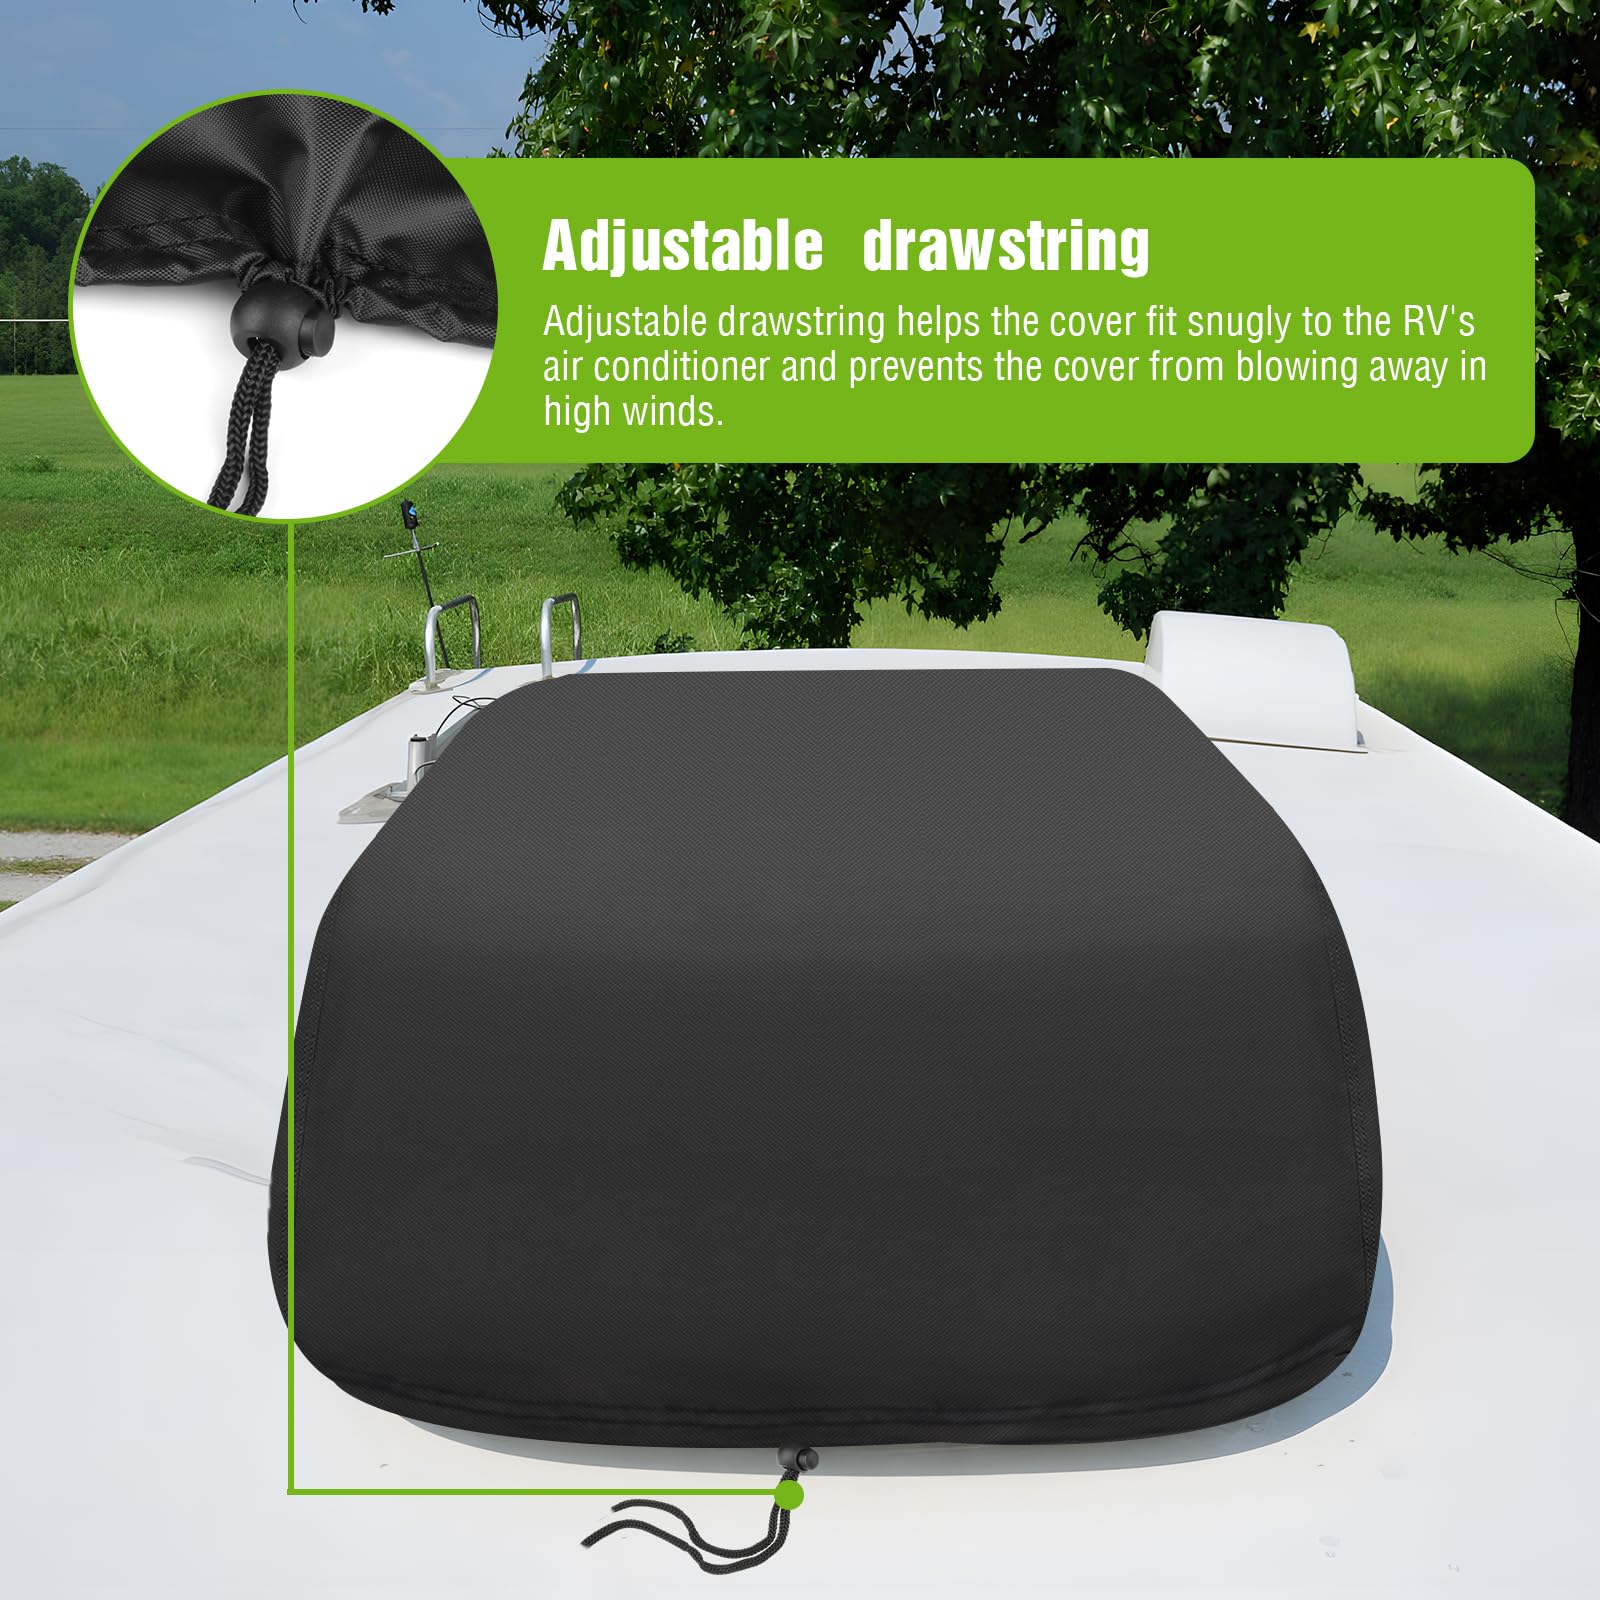 Adjustable drawstring
Adjustable drawstring helps the cover fit snugly to the RV's
air conditioner and prevents the cover from blowing away in
high winds.